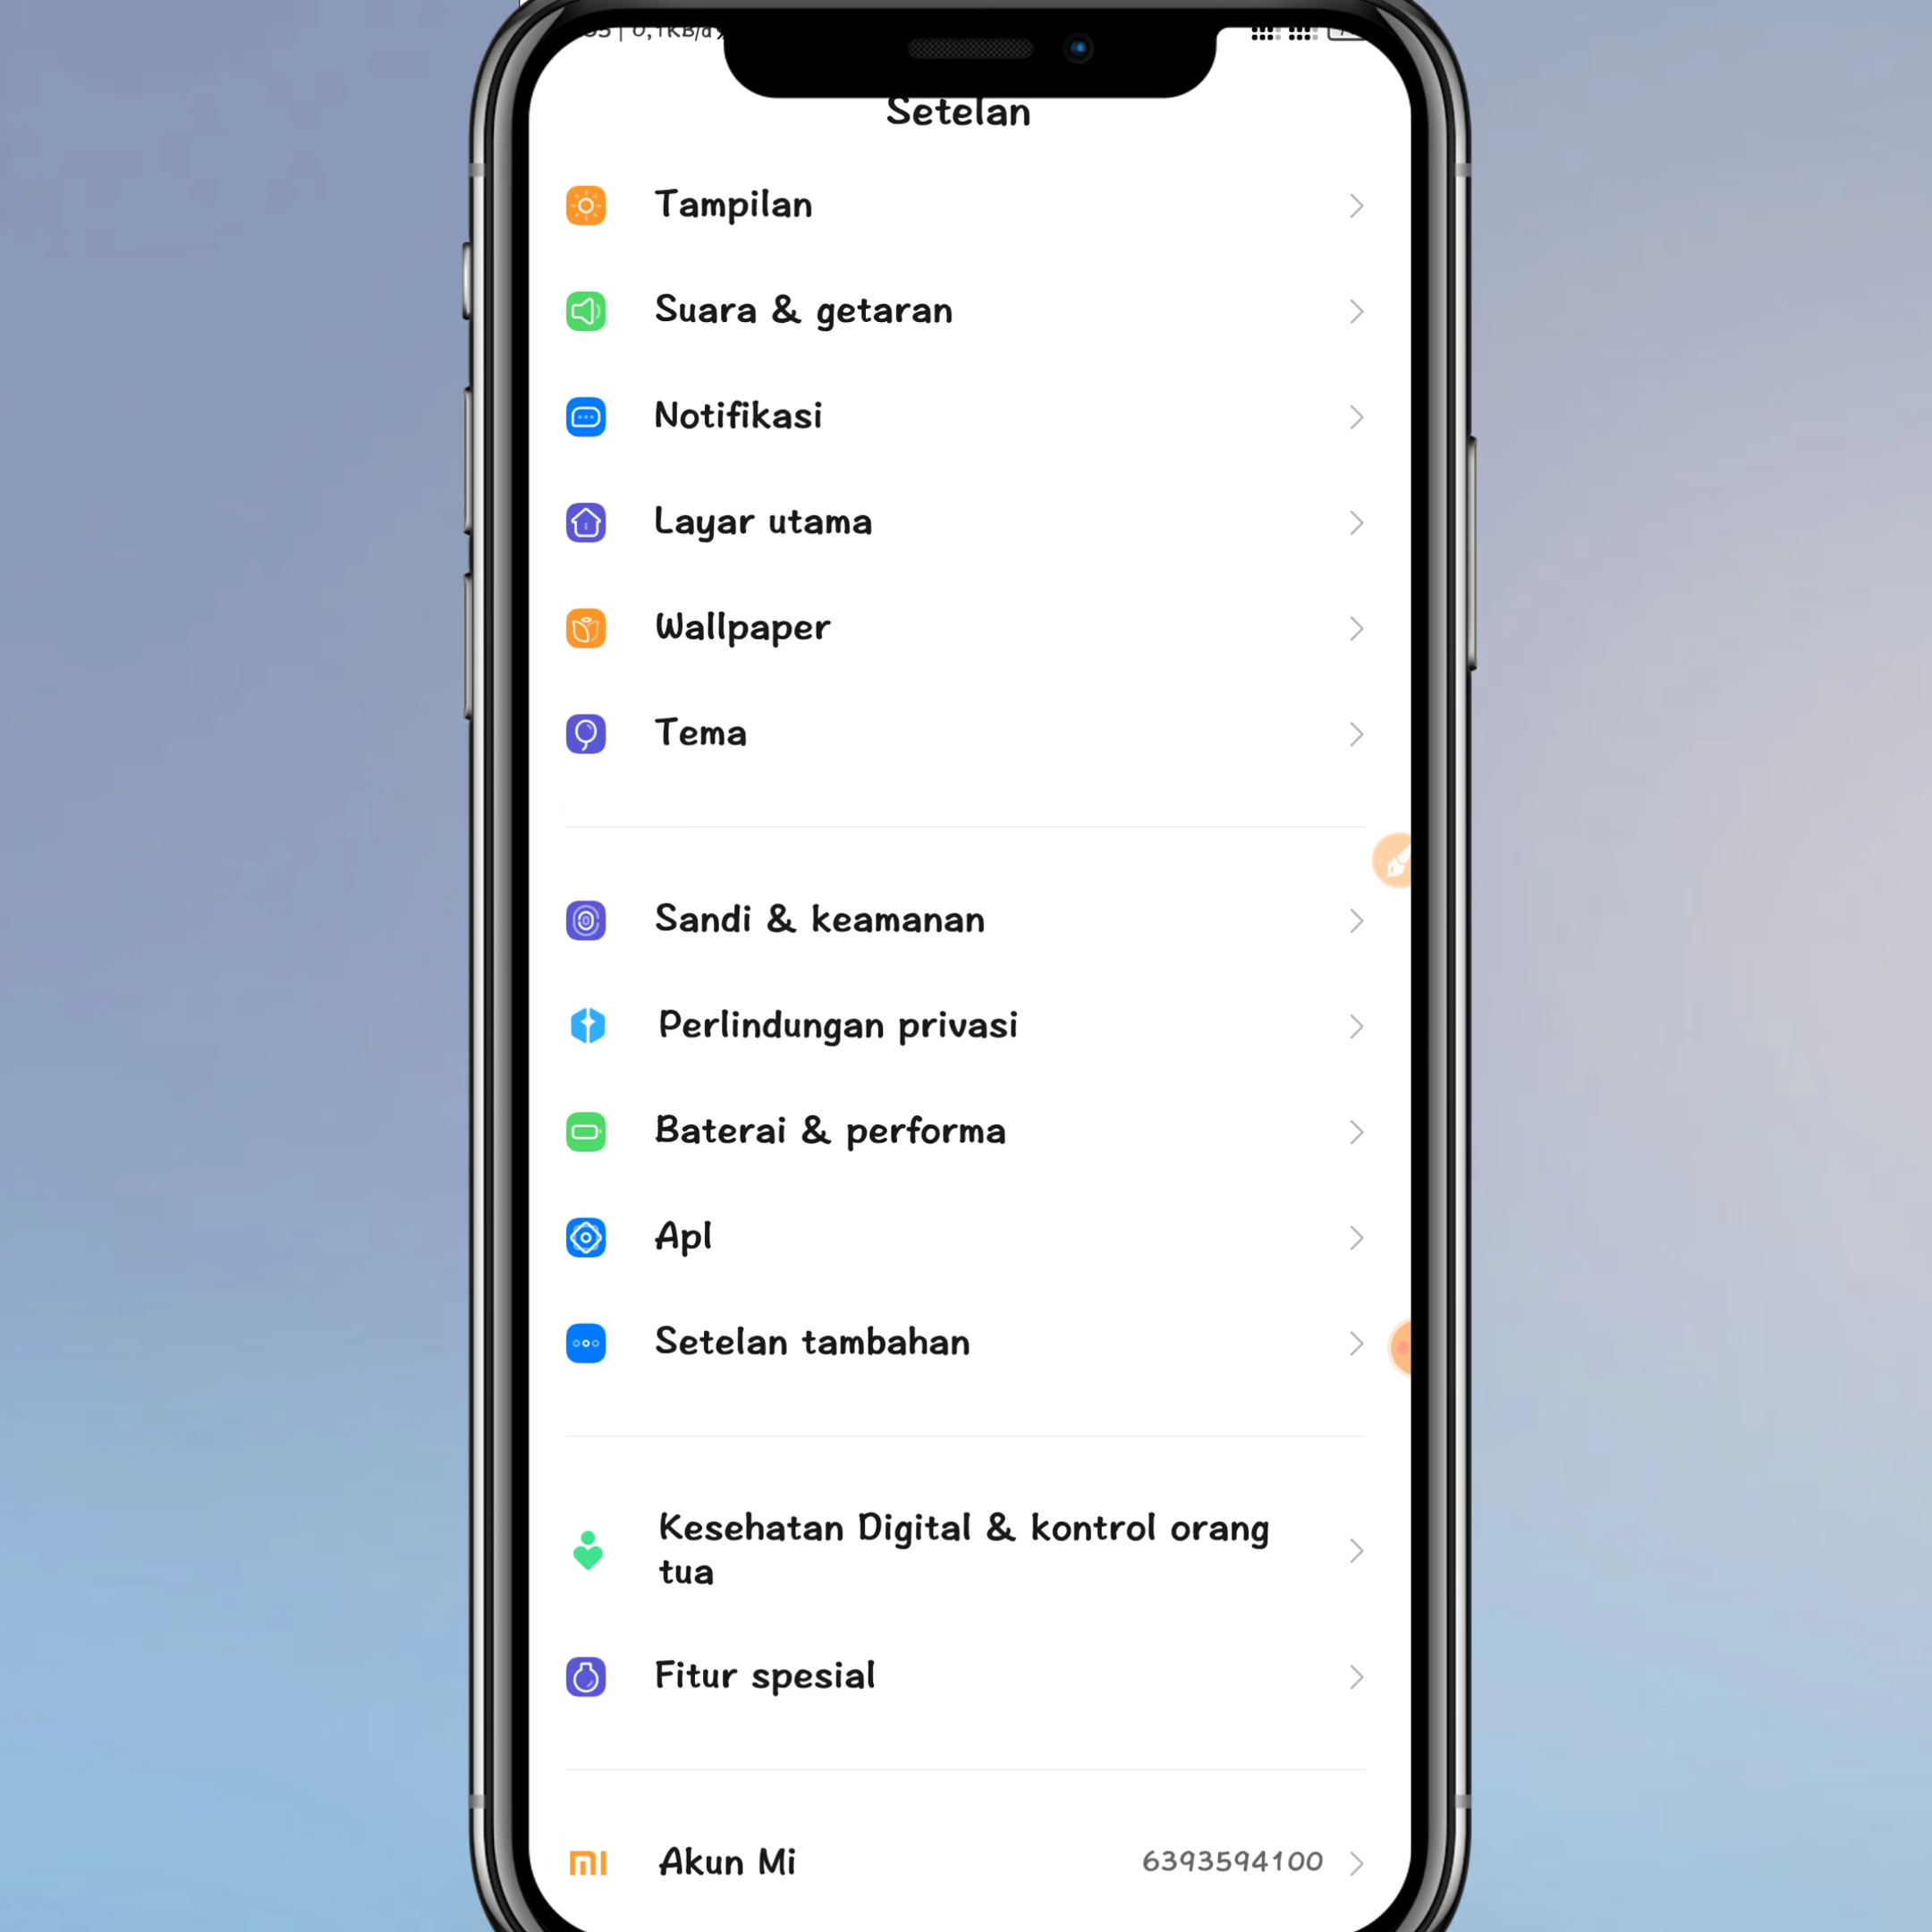 Setelan
Tampilan
Suara & getaran
Notifikasi
Layar utama
Wallpaper
Tema
Sandi & keamanan
Perlindungan privasi
Baterai & performa
Apl
Setelan tambahan
Kesehatan Digital & kontrol orang
tua
Fitur spesial
Akun Mi 6393594100